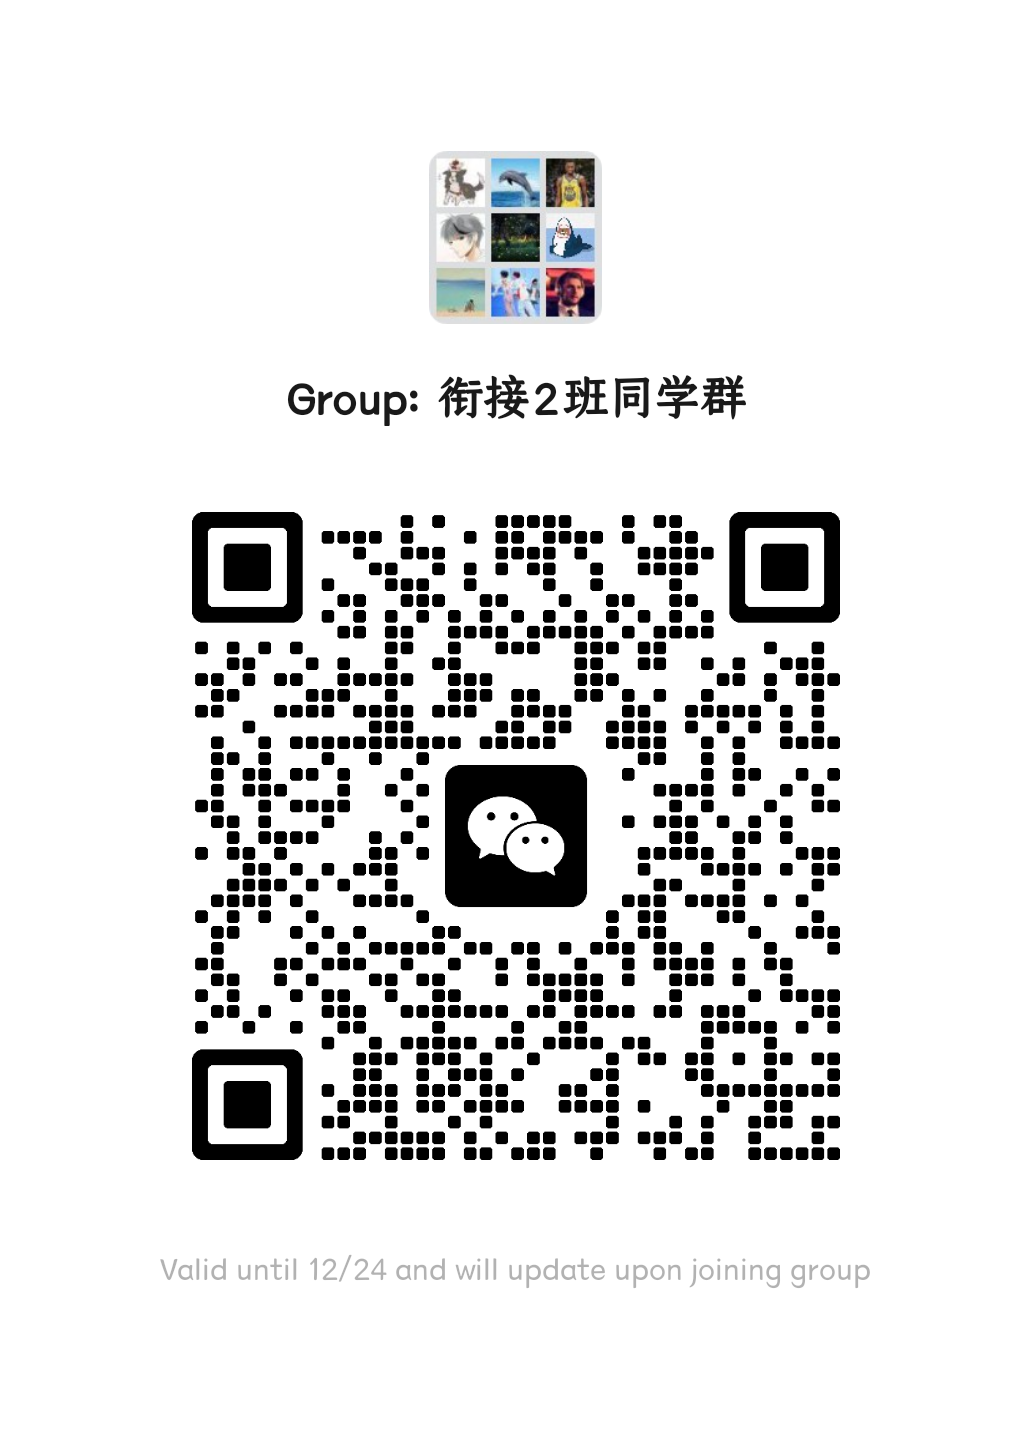 Group: 衔接2班同学群
Valid until 12/24 and will update upon joining group